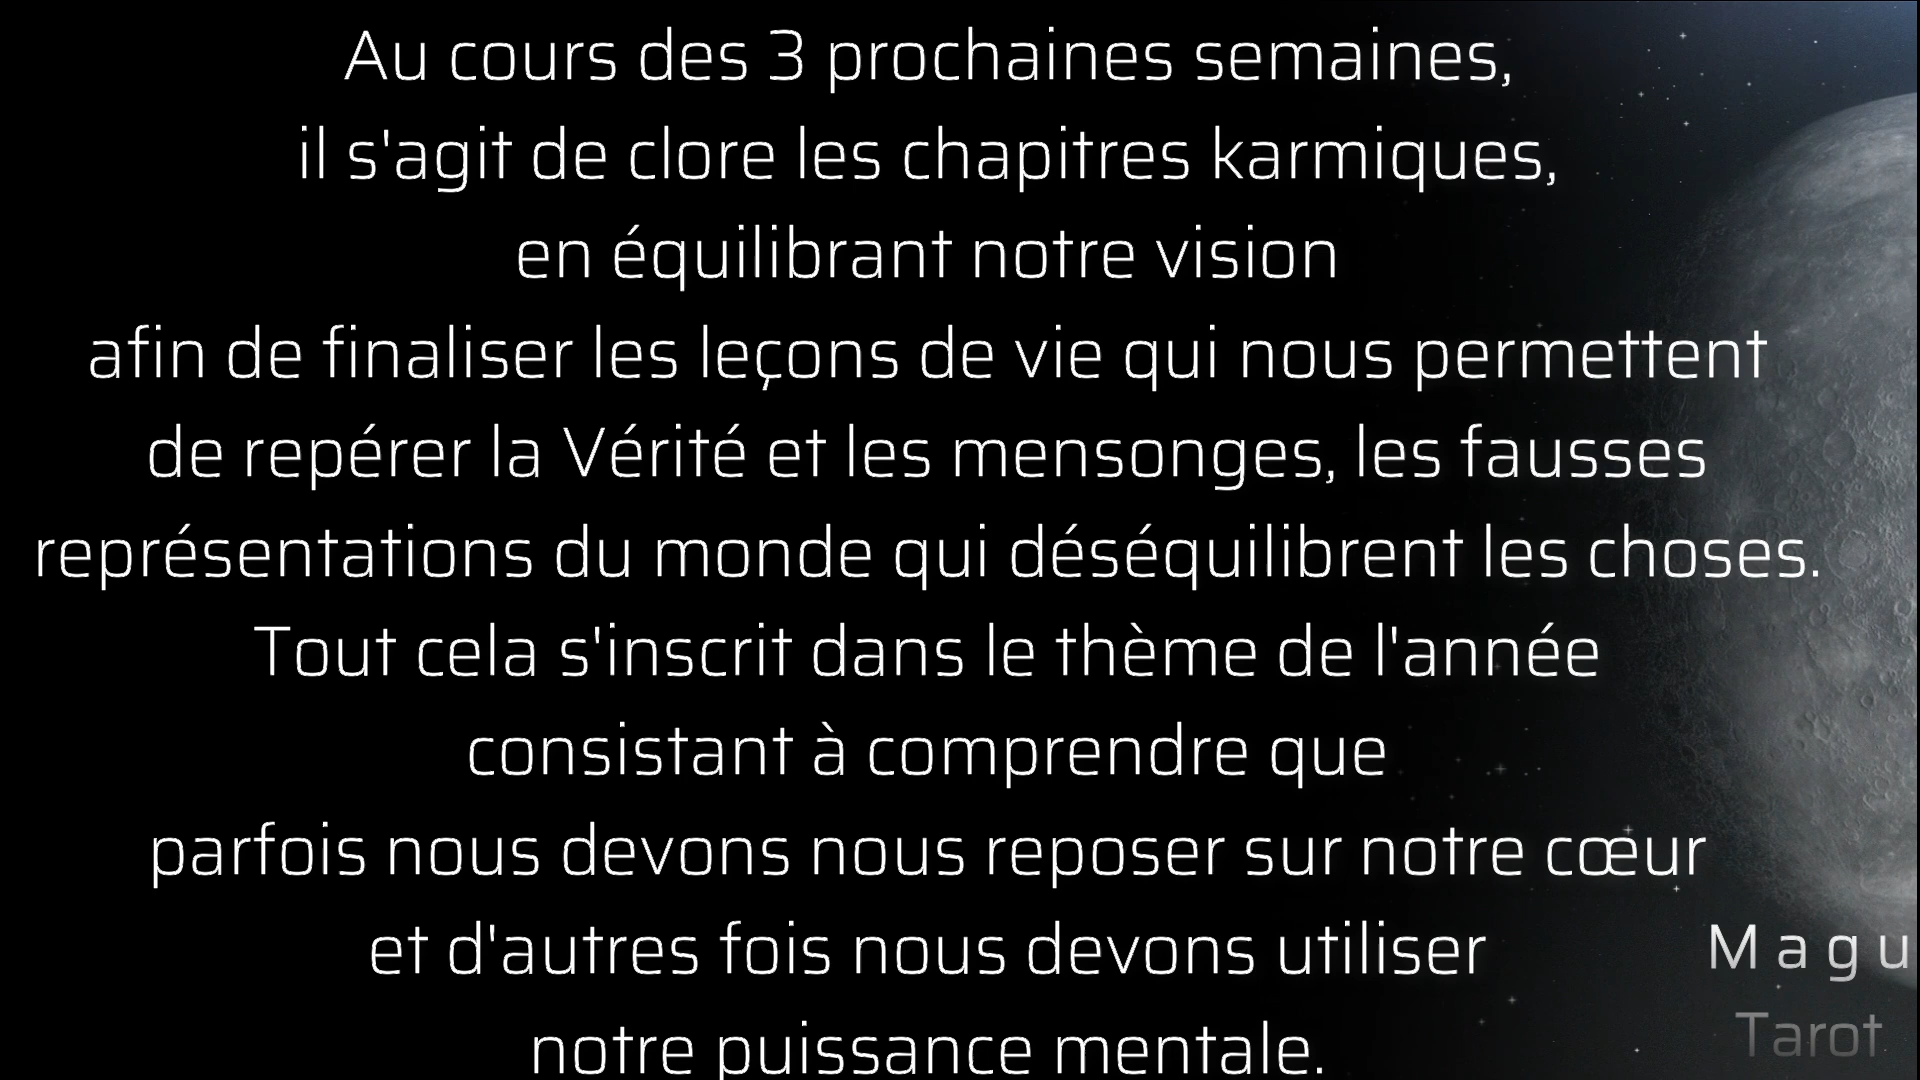 Au cours des 3 prochaines semaines,
il s'agit de clore les chapitres karmiques,
en équilibrant notre vision
afin de finaliser les leçons de vie qui nous permettent
de repérer la Vérité et les mensonges, les fausses
représentations du monde qui déséquilibrent les choses.
Tout cela s'inscrit dans le thème de l'année
consistant à comprendre que
parfois nous devons nous reposer sur notre cœur
et d'autres fois nous devons utiliser
notre puissance mentale.
Magu
Tarot